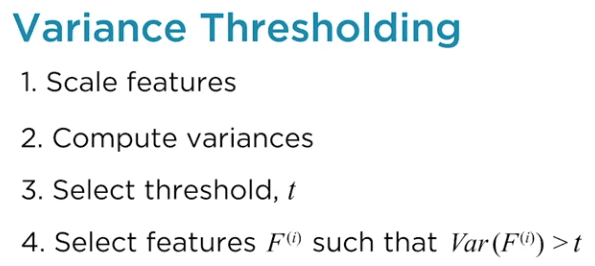 Variance Thresholding
1. Scale features
2. Compute variances
3. Select threshold, t
4. Select features F⁽ⁱ⁾ such that Var(F⁽ⁱ⁾) > t